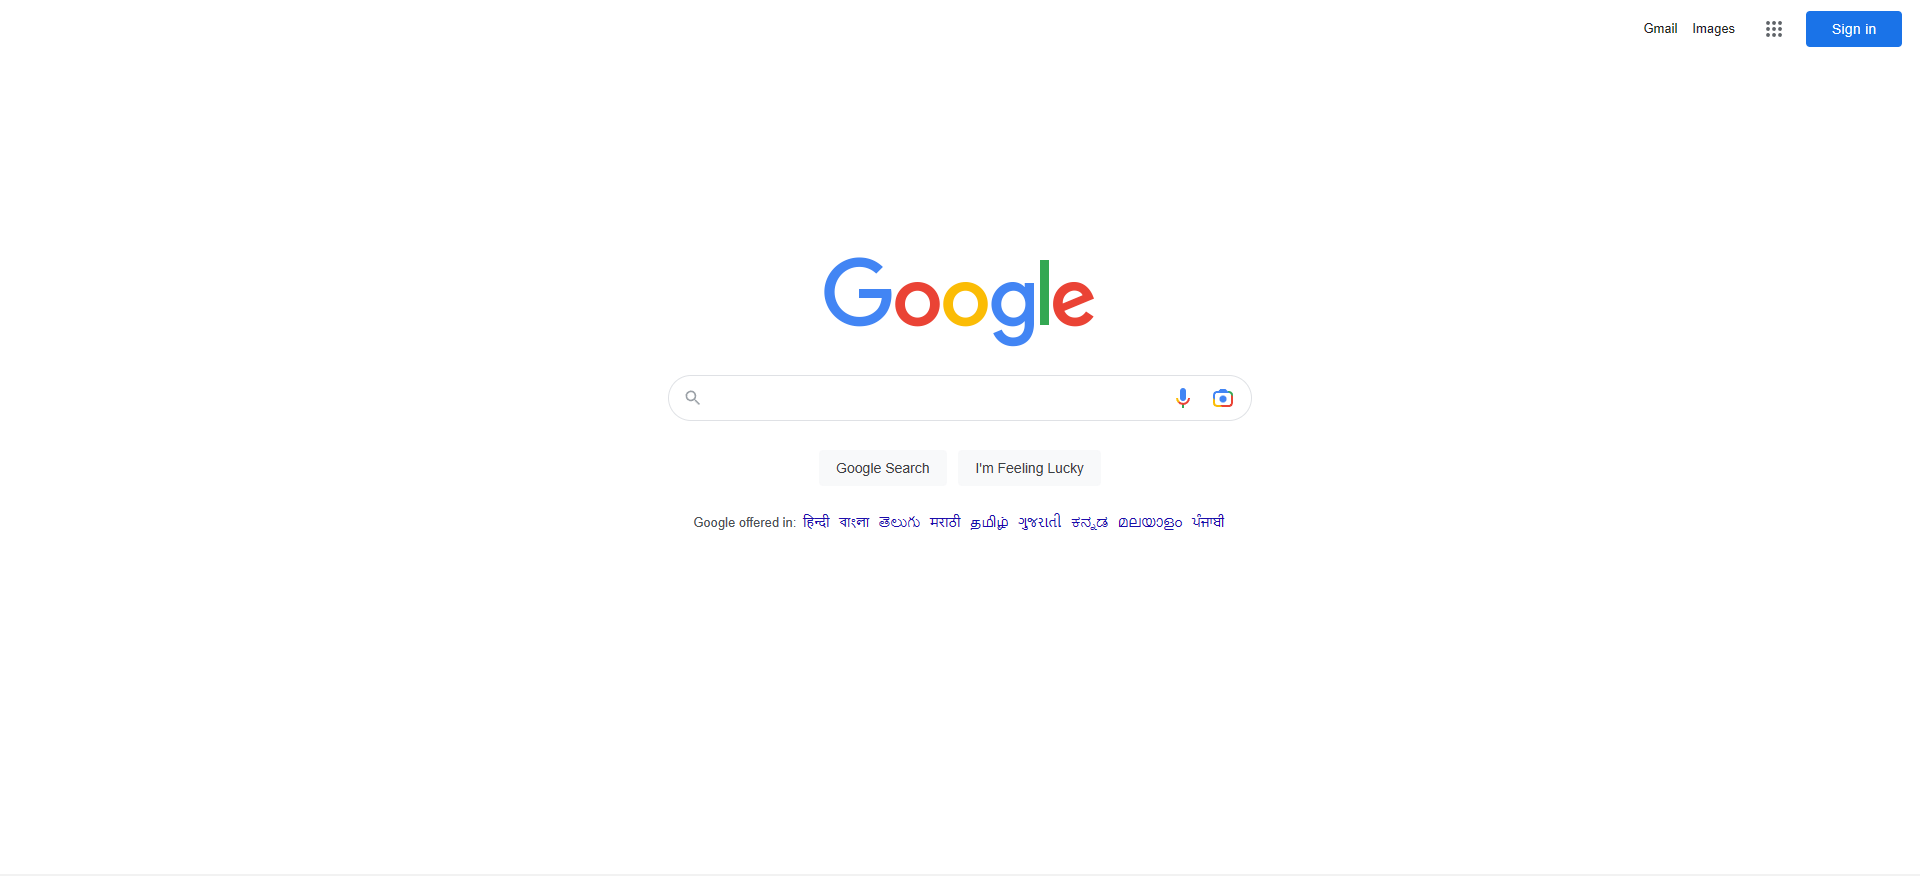 Gmail Images Sign in
Google
Google Search I'm Feeling Lucky
Google offered in: हिन्दी বাংলা తెలుగు मराठी தமிழ் ગુજરાતી ಕನ್ನಡ മലയാളം ਪੰਜਾਬੀ